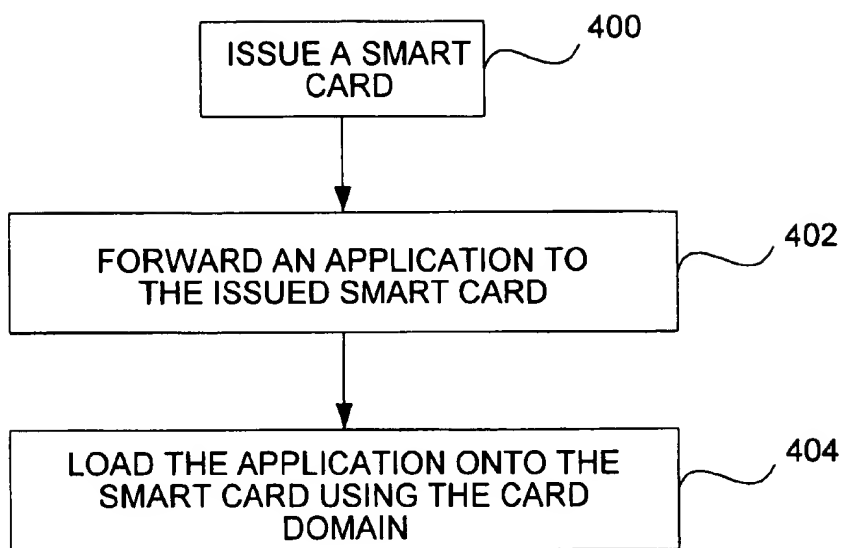 ISSUE A SMART
CARD
400
FORWARD AN APPLICATION TO
THE ISSUED SMART CARD
402
LOAD THE APPLICATION ONTO THE
SMART CARD USING THE CARD
DOMAIN
404